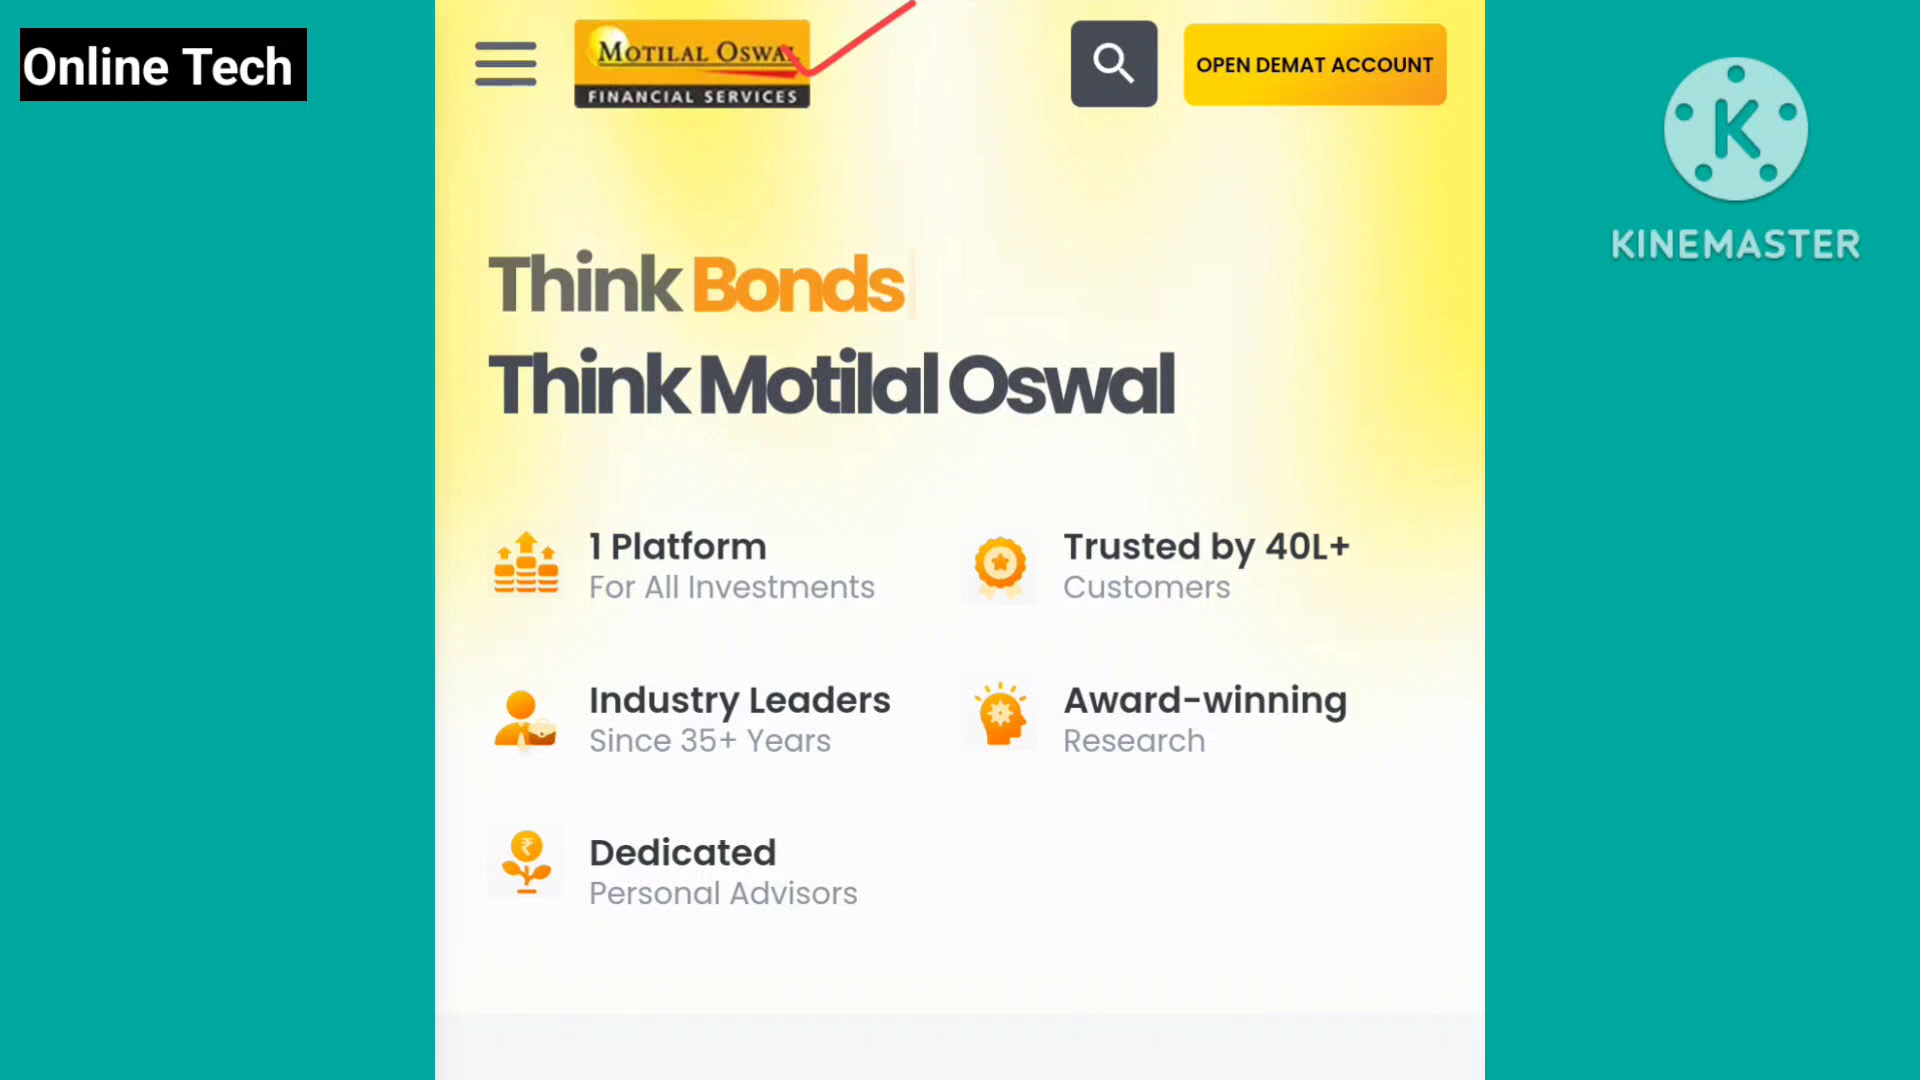 Online Tech
MOTILAL OSWAL
FINANCIAL SERVICES
OPEN DEMAT ACCOUNT
K
KINEMASTER
Think Bonds
Think Motilal Oswal
1 Platform
For All Investments
Trusted by 40L+
Customers
Industry Leaders
Since 35+ Years
Award-winning
Research
Dedicated
Personal Advisors